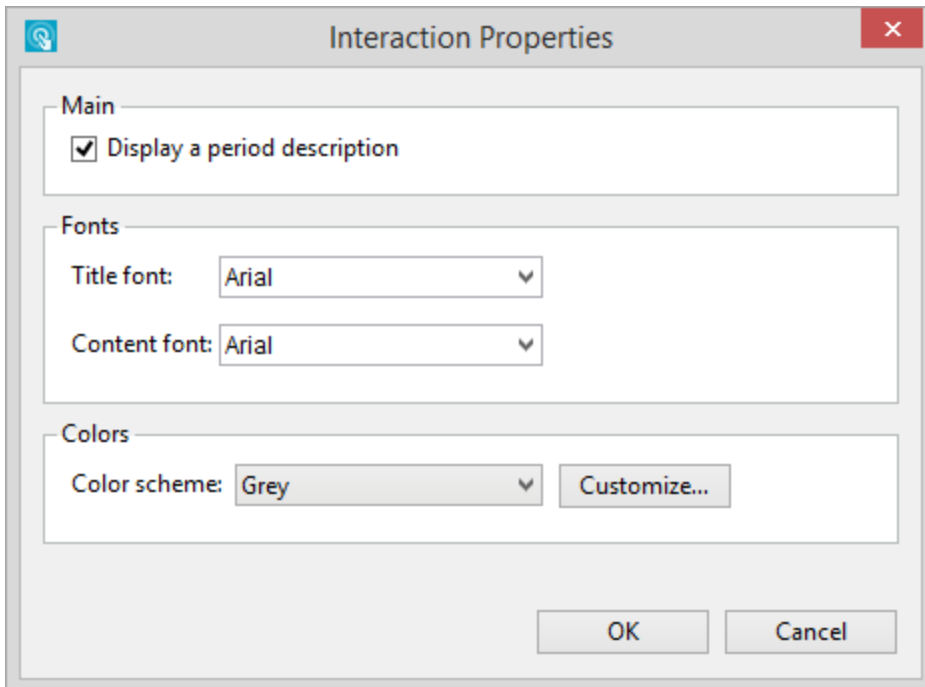 Interaction Properties
Main
Display a period description
Fonts
Title font: Arial
Content font: Arial
Colors
Color scheme: Grey Customize...
OK Cancel